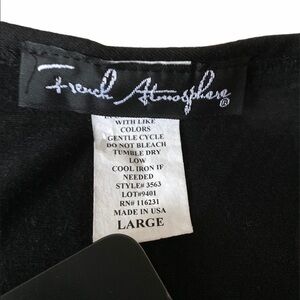 French Atmosphere®
WITH LIKE
COLORS
GENTLE CYCLE
DO NOT BLEACH
TUMBLE DRY
LOW
COOL IRON IF
NEEDED
STYLE# 3563
LOT#9401
RN# 116231
MADE IN USA
LARGE